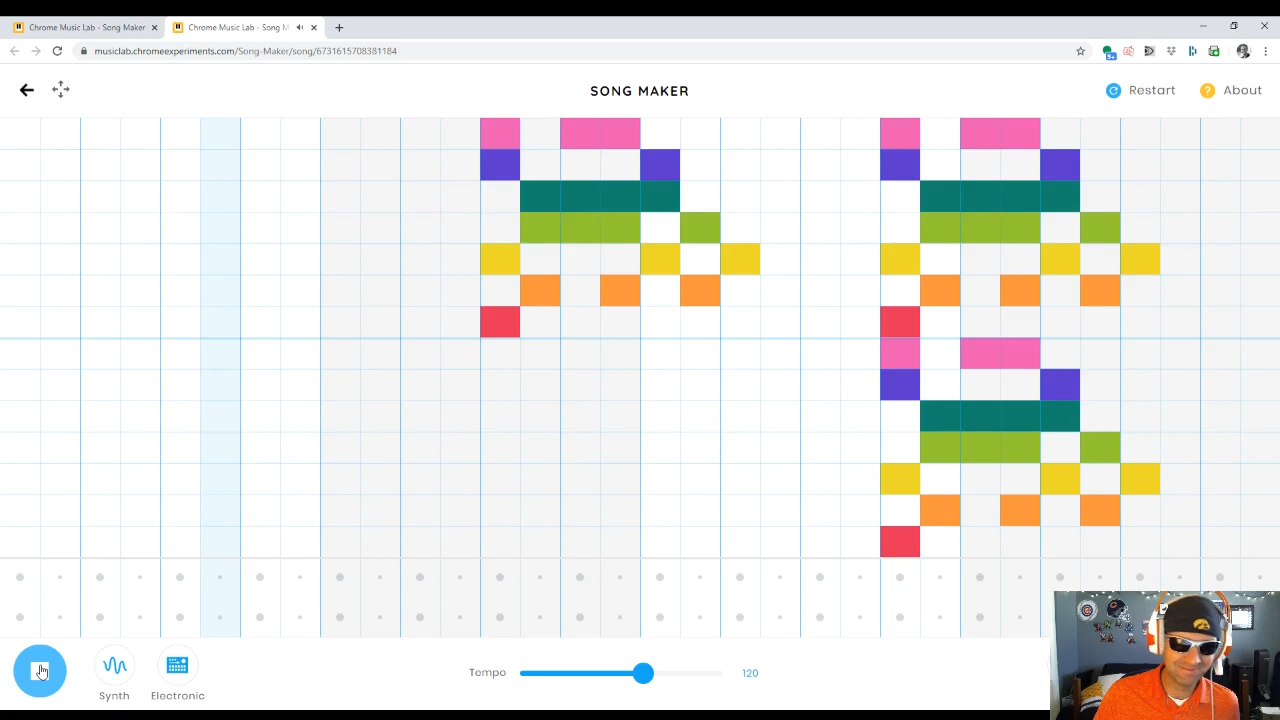 Chrome Music Lab - Song Maker
Chrome Music Lab - Song M
musiclab.chromeexperiments.com/Song-Maker/song/6731615708381184
9+
SONG MAKER
Restart
? About
Synth
Electronic
Tempo
120